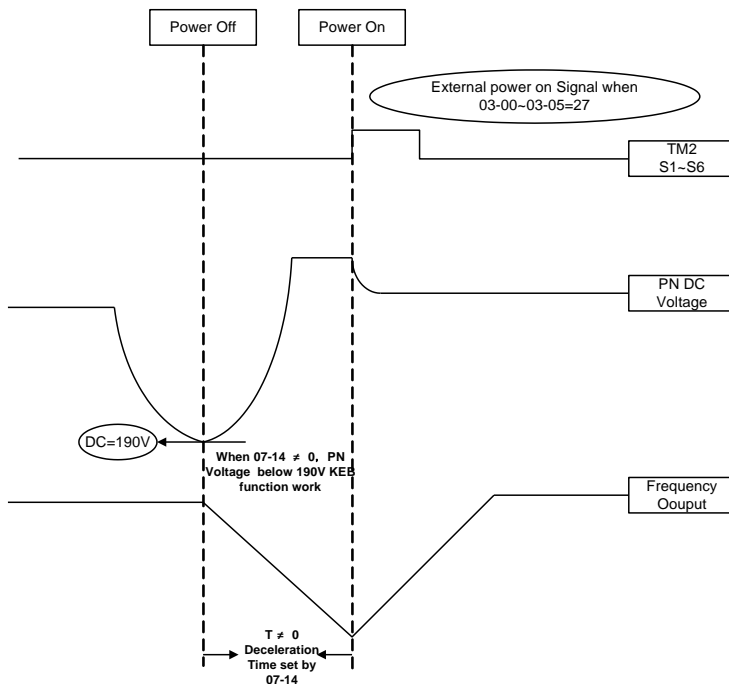 Power Off
Power On
External power on Signal when
03-00~03-05=27
TM2
S1~S6
PN DC
Voltage
DC=190V
When 07-14 ≠ 0, PN
Voltage below 190V KEB
function work
Frequency
Oouput
T ≠ 0
Deceleration
Time set by
07-14